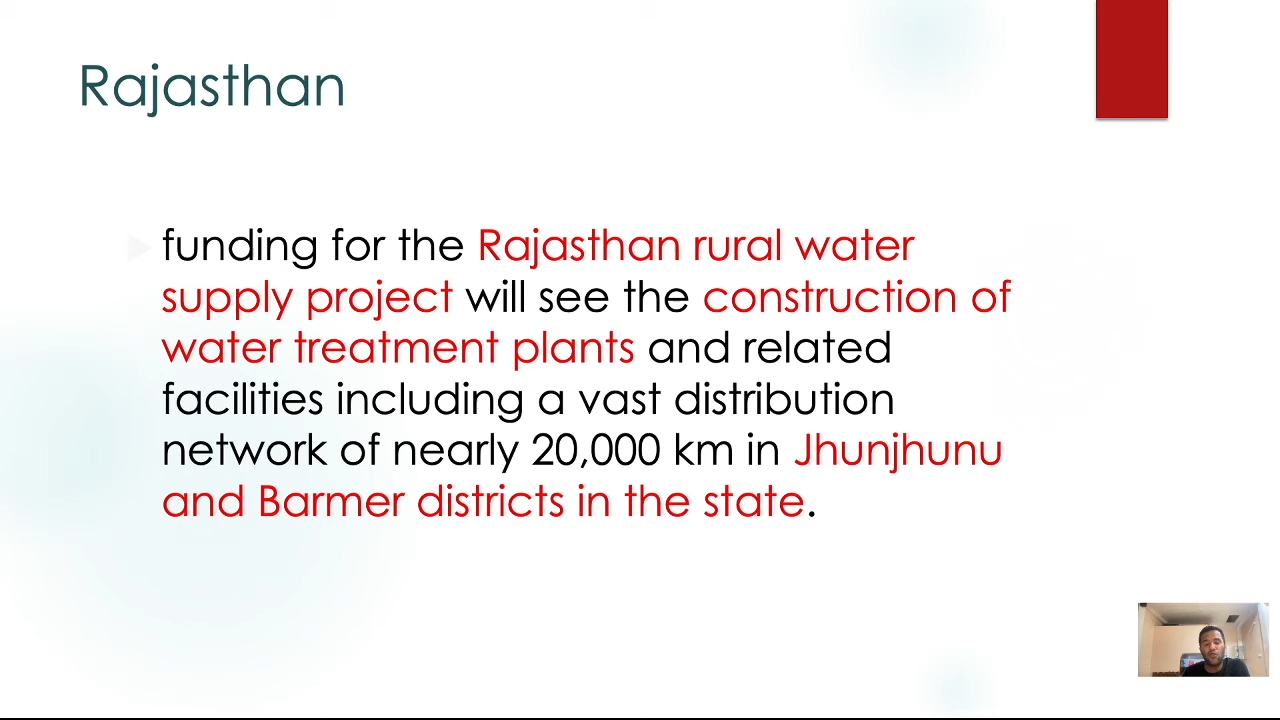 Rajasthan
funding for the Rajasthan rural water
supply project will see the construction of
water treatment plants and related
facilities including a vast distribution
network of nearly 20,000 km in Jhunjhunu
and Barmer districts in the state.